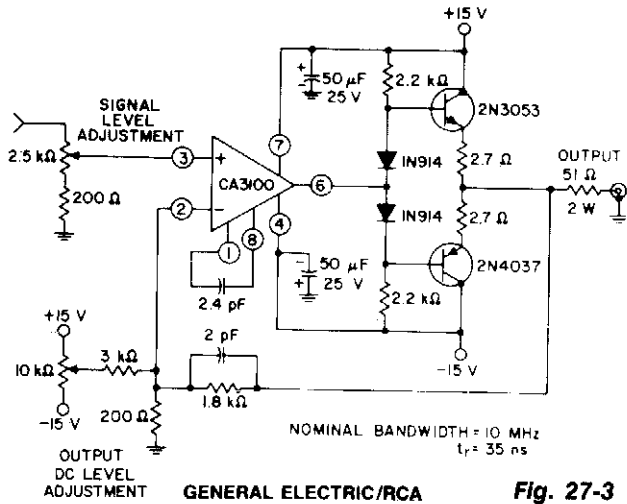 +15 V
2.2 kΩ
50 μF
25 V
2N3053
SIGNAL
LEVEL
ADJUSTMENT
7
2.5 kΩ
3
+
CA3100
6
IN914
2.7 Ω
OUTPUT
51 Ω
2 W
200 Ω
2
-
4
IN914
2.7 Ω
1
8
50 μF
25 V
2N4037
2.4 pF
2.2 kΩ
+15 V
2 pF
-15 V
10 kΩ
3 kΩ
1.8 kΩ
-15 V
200 Ω
NOMINAL BANDWIDTH = 10 MHz
tr = 35 ns
OUTPUT
DC LEVEL
ADJUSTMENT
GENERAL ELECTRIC/RCA
Fig. 27-3